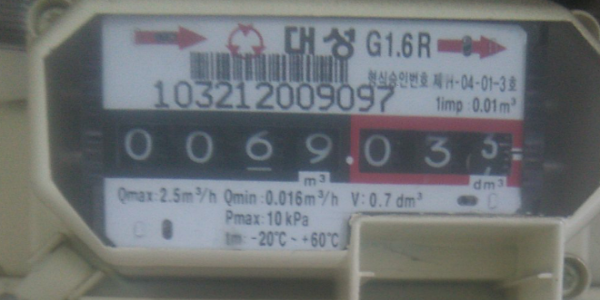 대성 G1.6R
형식승인번호 제H-04-01-3호
103212009097
1imp : 0.01m³
0069.03
m³
dm³
Qmax: 2.5m³/h Qmin : 0.016m³/h V: 0.7 dm³
Pmax: 10 kPa
tm: -20℃ ~ +60℃